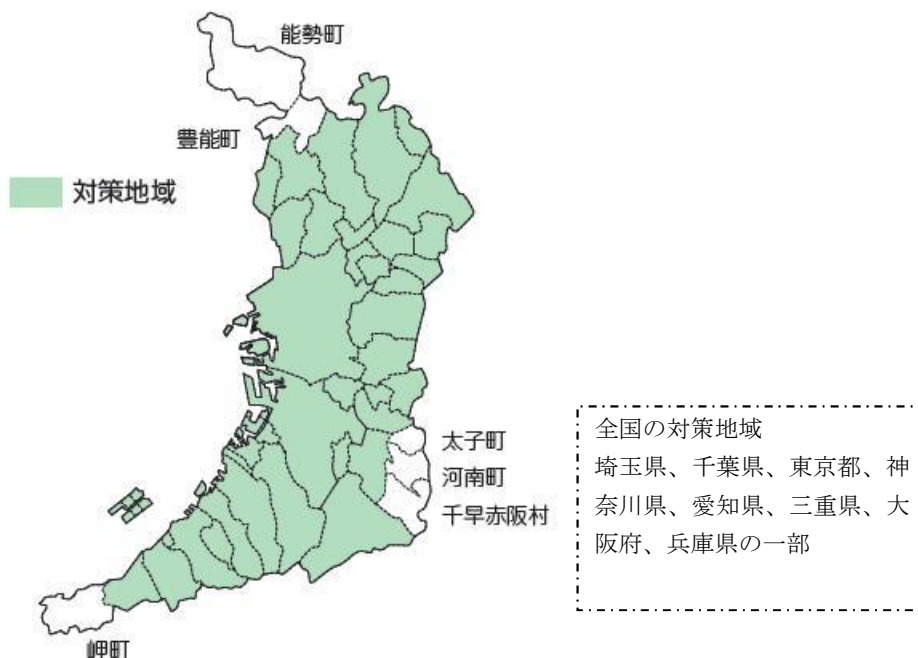 能勢町
豊能町
対策地域
太子町
河南町
千早赤阪村
岬町
全国の対策地域
埼玉県、千葉県、東京都、神
奈川県、愛知県、三重県、大
阪府、兵庫県の一部